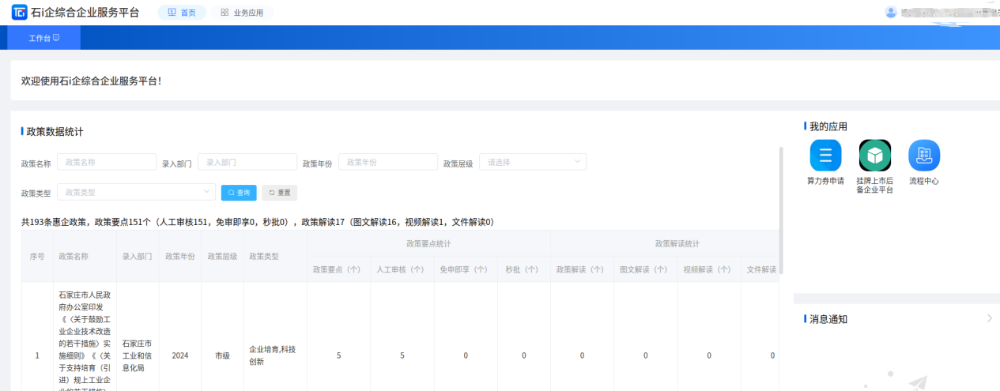 石i企综合企业服务平台 首页 业务应用
工作台
欢迎使用石i企综合企业服务平台！
政策数据统计
政策名称 政策名称 录入部门 录入部门 政策年份 政策年份 政策层级 请选择
政策类型 政策类型 查询 重置
共193条惠企政策，政策要点151个（人工审核151，免审即享0，秒批0），政策解读17（图文解读16，视频解读1，文件解读0）
序号 政策名称 录入部门 政策年份 政策层级 政策类型 政策要点统计 政策解读统计
政策要点（个） 人工审核（个） 免审即享（个） 秒批（个） 政策解读（个） 图文解读（个） 视频解读（个） 文件解读
1
石家庄市人民政
府办公室印发
《〈关于鼓励工
业企业技术改造
的若干措施〉实
施细则》《〈关
于支持培育（引
进）规上工业企
业的若干措施〉
石家庄市
工业和信
息化局
2024
市级
企业培育,科技
创新
5 5 0 0 0 0 0 0
我的应用
算力券申请
挂牌上市后
备企业平台
流程中心
消息通知